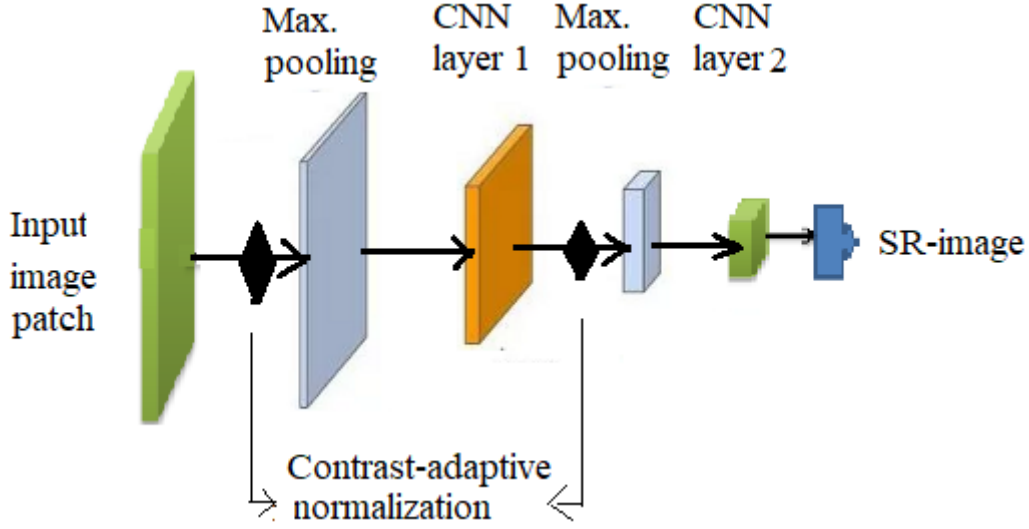 Max.
pooling
CNN
layer 1
Max.
pooling
CNN
layer 2
Input
image
patch
SR-image
Contrast-adaptive
normalization